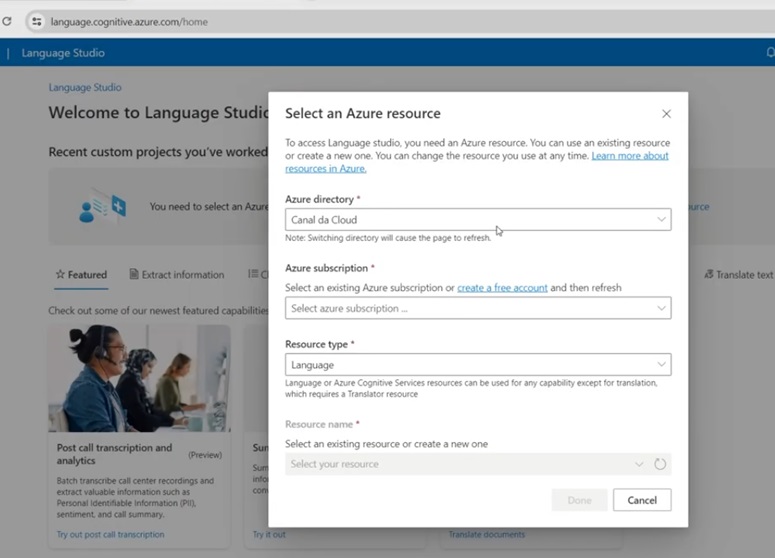 language.cognitive.azure.com/home
| Language Studio
Language Studio
Welcome to Language Studio
Recent custom projects you've worked
You need to select an Azure
Featured
Extract information
Translate text
Check out some of our newest featured capabilities
Post call transcription and analytics
(Preview)
Batch transcribe call center recordings and
extract valuable information such as
Personal Identifiable Information (PII),
sentiment, and call summary.
Try out post call transcription
Try it out
Translate documents
Select an Azure resource
To access Language studio, you need an Azure resource. You can use an existing resource
or create a new one. You can change the resource you use at any time. Learn more about
resources in Azure.
Azure directory *
Canal da Cloud
Note: Switching directory will cause the page to refresh.
Azure subscription *
Select an existing Azure subscription or create a free account and then refresh
Select azure subscription ...
Resource type *
Language
Language or Azure Cognitive Services resources can be used for any capability except for translation,
which requires a Translator resource
Resource name *
Select an existing resource or create a new one
Select your resource
Done
Cancel